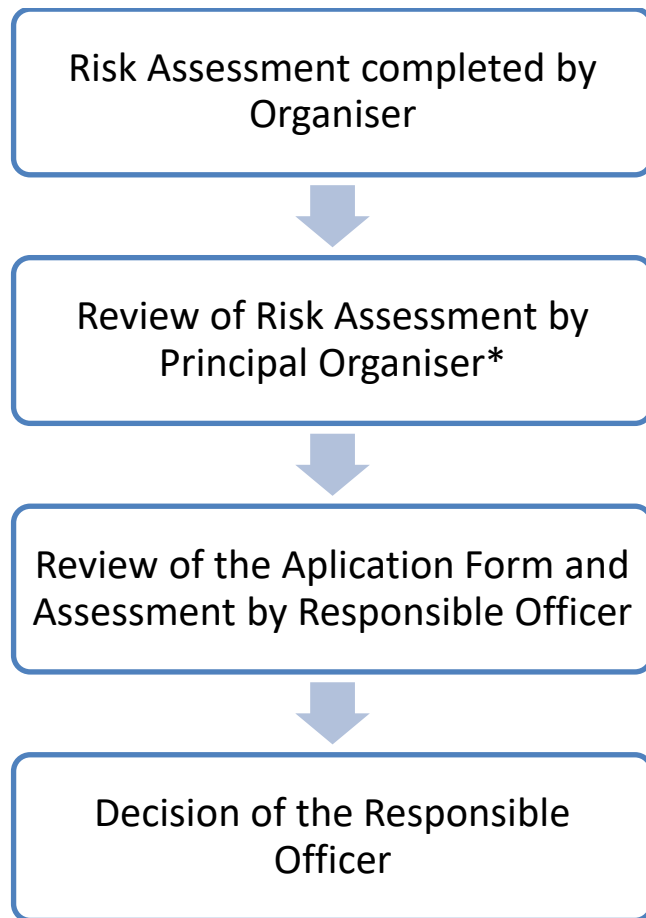 Risk Assessment completed by
Organiser
Review of Risk Assessment by
Principal Organiser*
Review of the Aplication Form and
Assessment by Responsible Officer
Decision of the Responsible
Officer